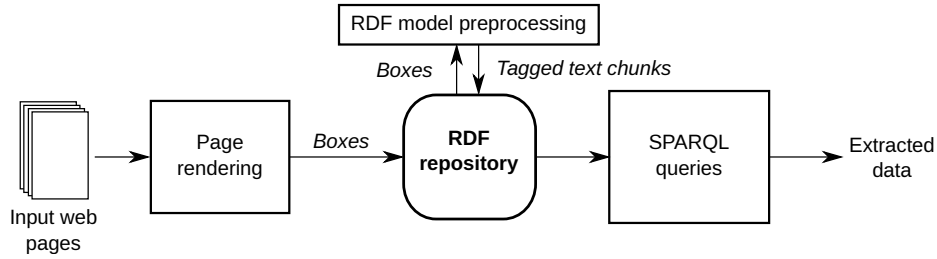 RDF model preprocessing
Boxes
Tagged text chunks
Page
rendering
Boxes
RDF
repository
SPARQL
queries
Extracted
data
Input web
pages